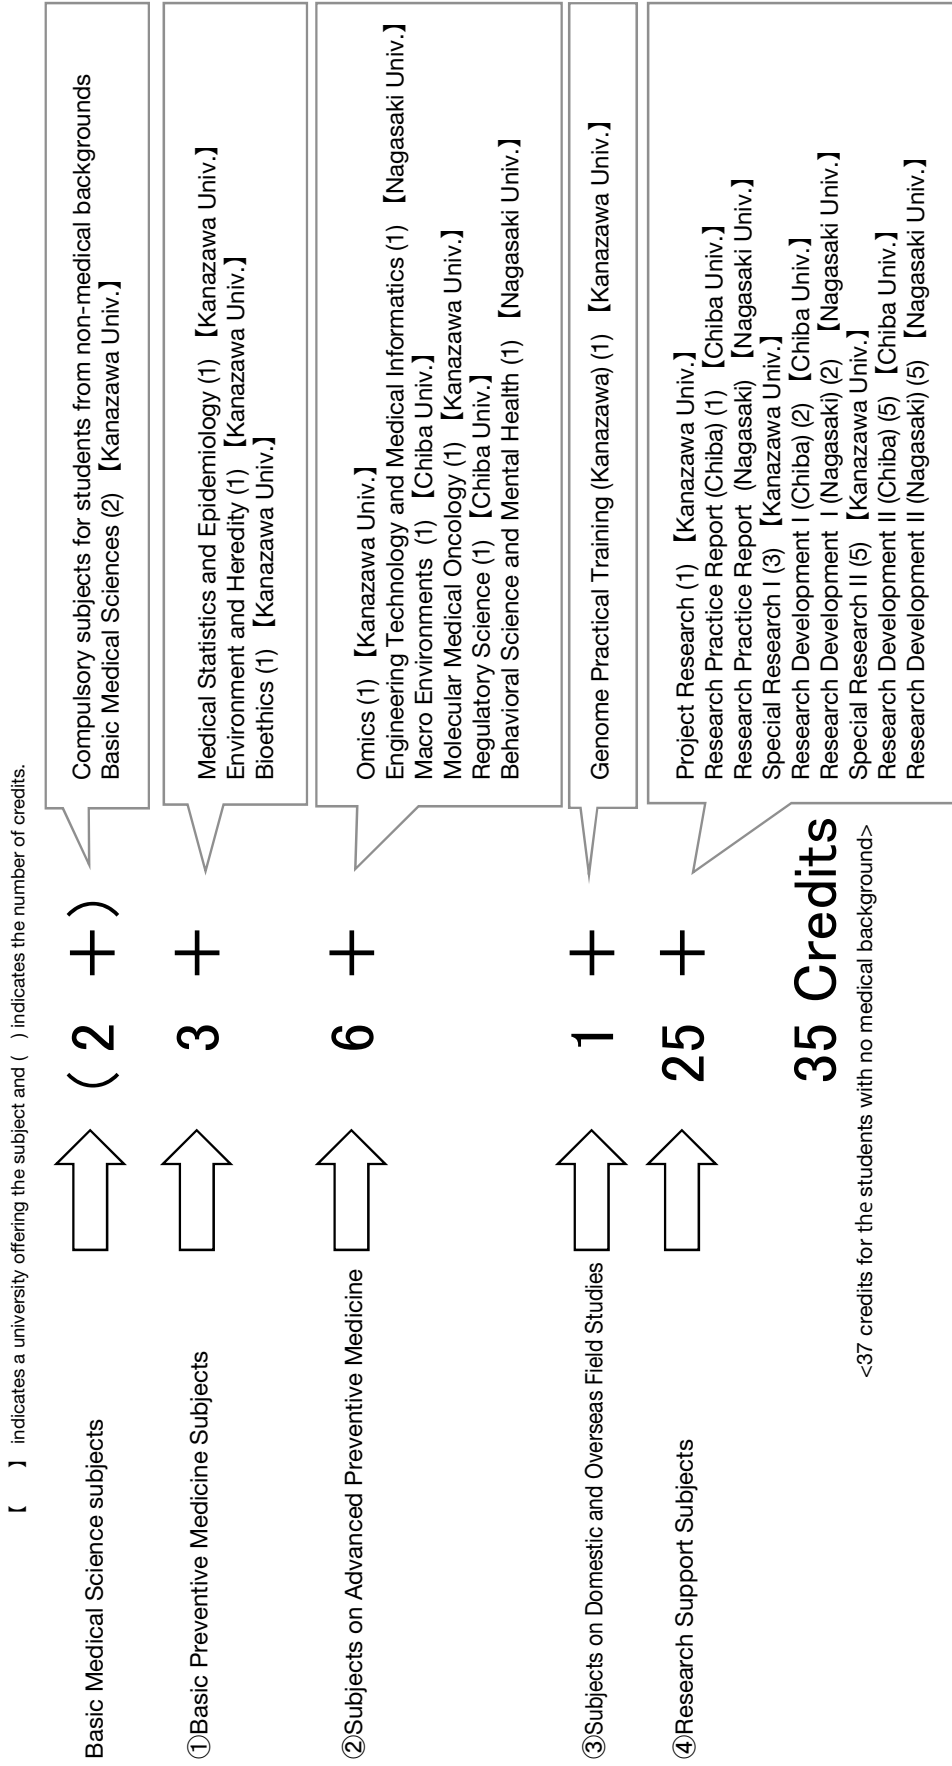 【　】 indicates a university offering the subject and (　) indicates the number of credits.
Basic Medical Science subjects
( 2 +)
Compulsory subjects for students from non-medical backgrounds
Basic Medical Sciences (2) 【Kanazawa Univ.】
①Basic Preventive Medicine Subjects
3 +
Medical Statistics and Epidemiology (1) 【Kanazawa Univ.】
Environment and Heredity (1) 【Kanazawa Univ.】
Bioethics (1) 【Kanazawa Univ.】
②Subjects on Advanced Preventive Medicine
6 +
Omics (1) 【Kanazawa Univ.】
Engineering Technology and Medical Informatics (1) 【Nagasaki Univ.】
Macro Environments (1) 【Chiba Univ.】
Molecular Medical Oncology (1) 【Kanazawa Univ.】
Regulatory Science (1) 【Chiba Univ.】
Behavioral Science and Mental Health (1) 【Nagasaki Univ.】
③Subjects on Domestic and Overseas Field Studies
1 +
Genome Practical Training (Kanazawa) (1) 【Kanazawa Univ.】
④Research Support Subjects
25 +
Project Research (1) 【Kanazawa Univ.】
Research Practice Report (Chiba) (1) 【Chiba Univ.】
Research Practice Report (Nagasaki) 【Nagasaki Univ.】
Special Research I (3) 【Kanazawa Univ.】
Research Development I (Chiba) (2) 【Chiba Univ.】
Research Development I (Nagasaki) (2) 【Nagasaki Univ.】
Special Research II (5) 【Kanazawa Univ.】
Research Development II (Chiba) (5) 【Chiba Univ.】
Research Development II (Nagasaki) (5) 【Nagasaki Univ.】
35 Credits
<37 credits for the students with no medical background>